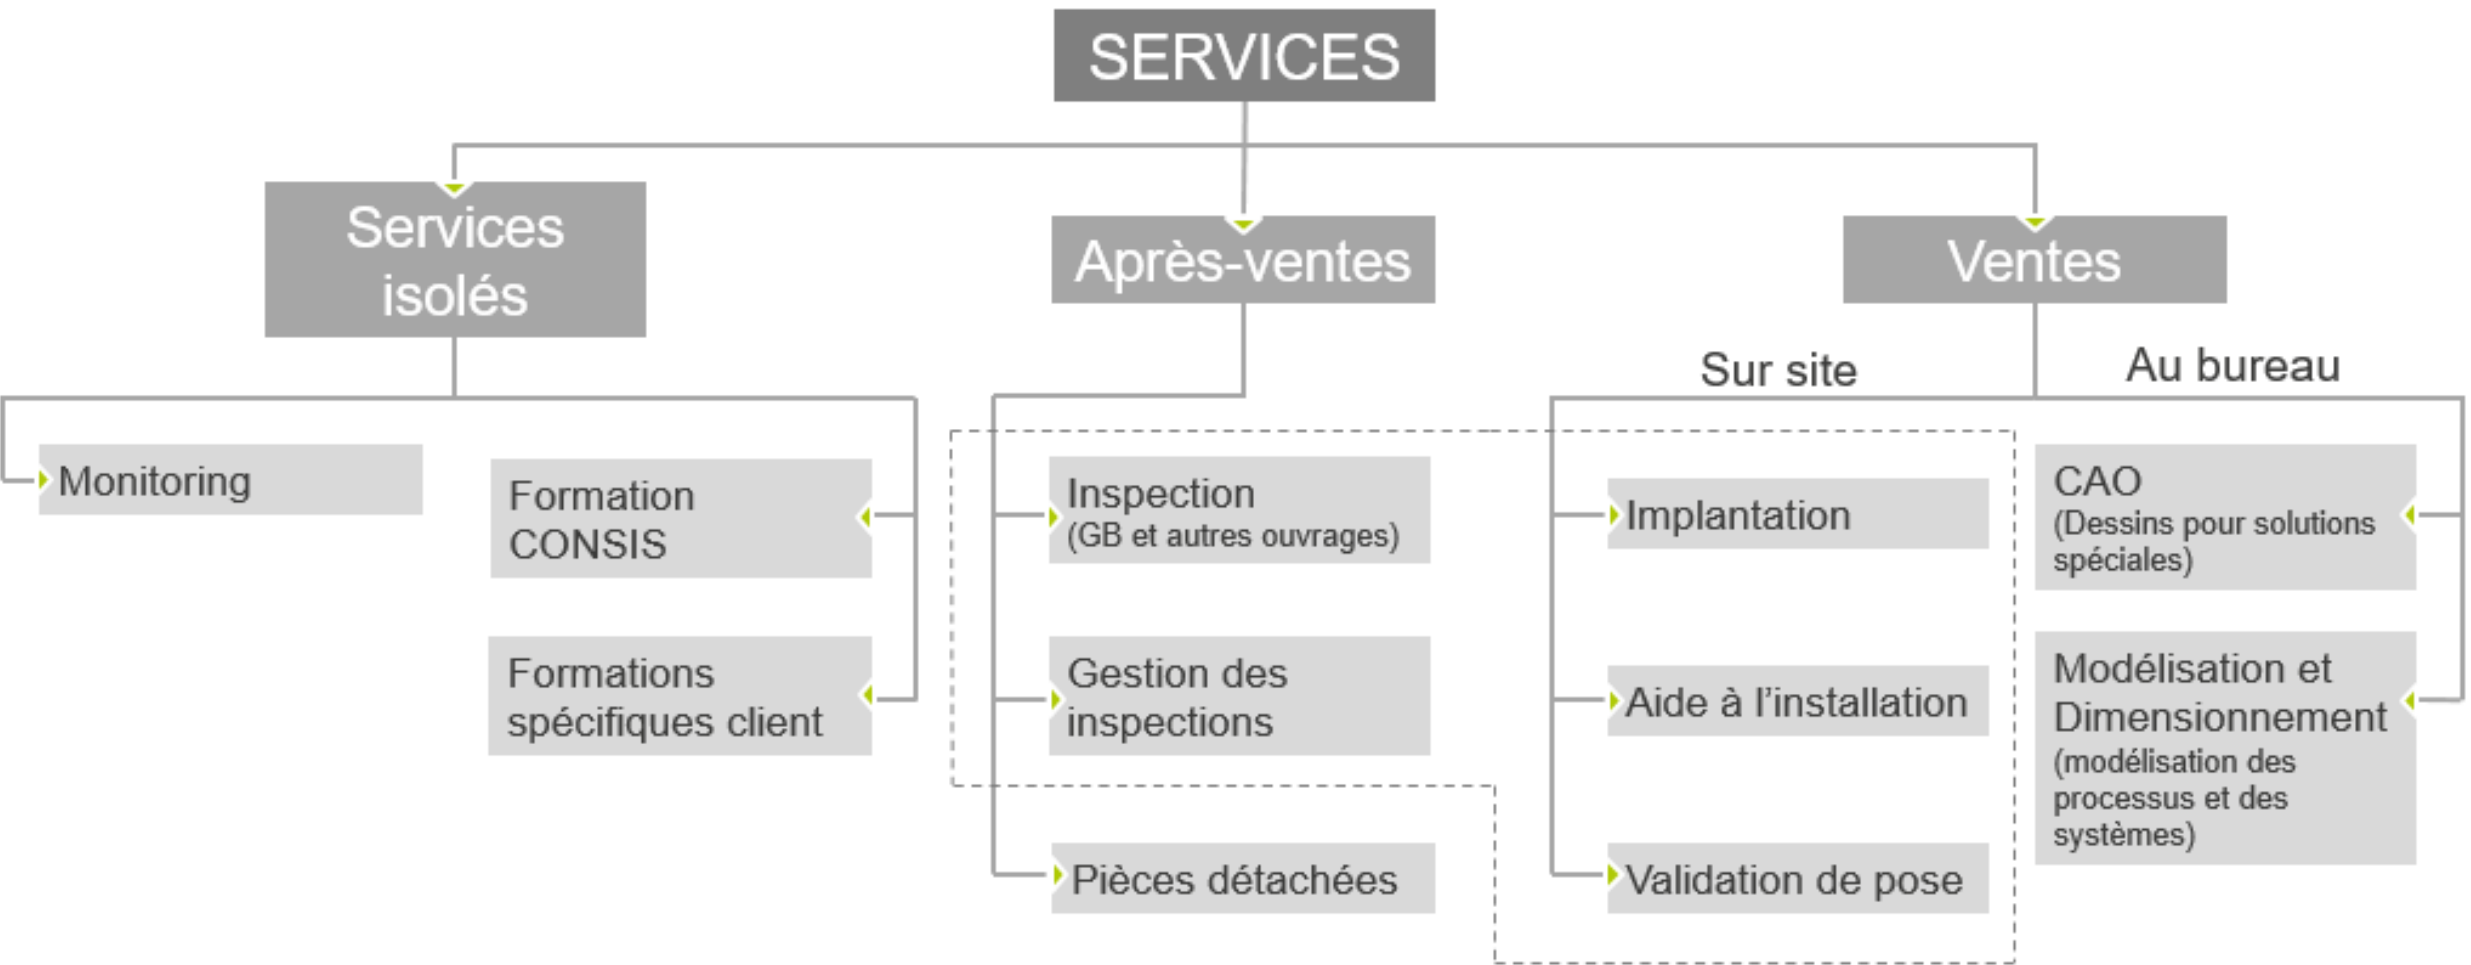 SERVICES
Services
isolés
Après-ventes
Ventes
Sur site
Au bureau
Monitoring
Formation
CONSIS
Formations
spécifiques client
Inspection
(GB et autres ouvrages)
Gestion des
inspections
Pièces détachées
Implantation
Aide à l’installation
Validation de pose
CAO
(Dessins pour solutions
spéciales)
Modélisation et
Dimensionnement
(modélisation des
processus et des
systèmes)